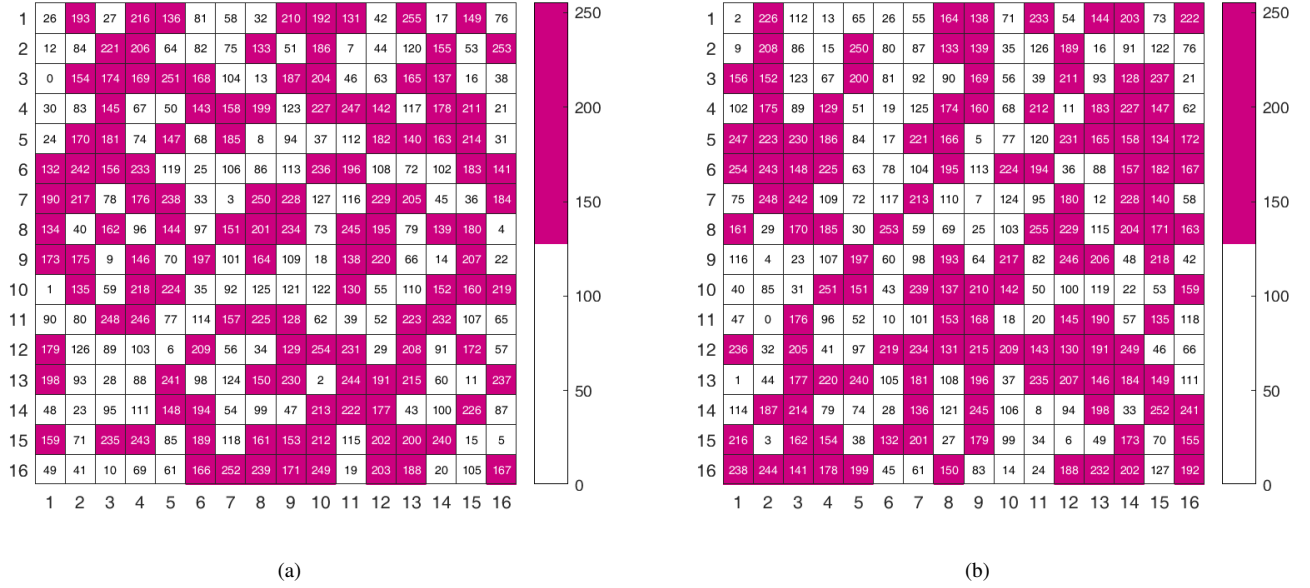 1 26 193 27 216 136 81 58 32 210 192 131 42 255 17 149 76
2 12 84 221 206 64 82 75 133 51 186 7 44 120 155 53 253
3 0 154 174 169 251 168 104 13 187 204 46 63 165 137 16 38
4 30 83 145 67 50 143 158 199 123 227 247 142 117 178 211 21
5 24 170 181 74 147 68 185 8 94 37 112 182 140 163 214 31
6 132 242 156 233 119 25 106 86 113 236 196 108 72 102 183 141
7 190 217 78 176 238 33 3 250 228 127 116 229 205 45 36 184
8 134 40 162 96 144 97 151 201 234 73 245 195 79 139 180 4
9 173 175 9 146 70 197 101 164 109 18 138 220 66 14 207 22
10 1 135 59 218 224 35 92 125 121 122 130 55 110 152 160 219
11 90 80 248 246 77 114 157 225 128 62 39 52 223 232 107 65
12 179 126 89 103 6 209 56 34 129 254 231 29 208 91 172 57
13 198 93 28 88 241 98 124 150 230 2 244 191 215 60 11 237
14 48 23 95 111 148 194 54 99 47 213 222 177 43 100 226 87
15 159 71 235 243 85 189 118 161 153 212 115 202 200 240 15 5
16 49 41 10 69 61 166 252 239 171 249 19 203 188 20 105 167
1 2 3 4 5 6 7 8 9 10 11 12 13 14 15 16
250
200
150
100
50
0
(a)
1 2 226 112 13 65 26 55 164 138 71 233 54 144 203 73 222
2 9 208 86 15 250 80 87 133 139 35 126 189 16 91 122 76
3 156 152 123 67 200 81 92 90 169 56 39 211 93 128 237 21
4 102 175 89 129 51 19 125 174 160 68 212 11 183 227 147 62
5 247 223 230 186 84 17 221 166 5 77 120 231 165 158 134 172
6 254 243 148 225 63 78 104 195 113 224 194 36 88 157 182 167
7 75 248 242 109 72 117 213 110 7 124 95 180 12 228 140 58
8 161 29 170 185 30 253 59 69 25 103 255 229 115 204 171 163
9 116 4 23 107 197 60 98 193 64 217 82 246 206 48 218 42
10 40 85 31 251 151 43 239 137 210 142 50 100 119 22 53 159
11 47 0 176 96 52 10 101 153 168 18 20 145 190 57 135 118
12 236 32 205 41 97 219 234 131 215 209 143 130 191 249 46 66
13 1 44 177 220 240 105 181 108 196 37 235 207 146 184 149 111
14 114 187 214 79 74 28 136 121 245 106 8 94 198 33 252 241
15 216 3 162 154 38 132 201 27 179 99 34 6 49 173 70 155
16 238 244 141 178 199 45 61 150 83 14 24 188 232 202 127 192
1 2 3 4 5 6 7 8 9 10 11 12 13 14 15 16
250
200
150
100
50
0
(b)